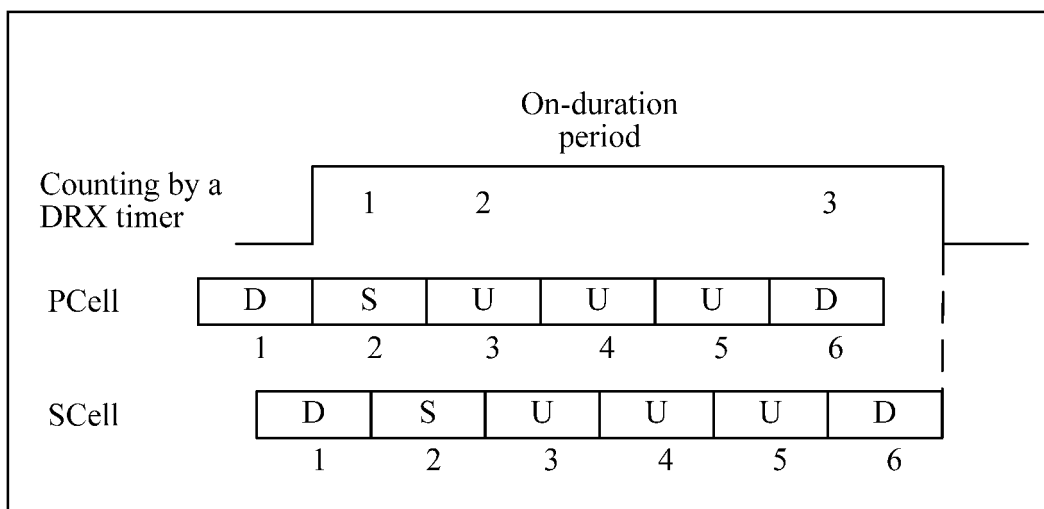 On-duration
period
Counting by a
DRX timer
1 2 3
PCell
D S U U U D
1 2 3 4 5 6
SCell
D S U U U D
1 2 3 4 5 6